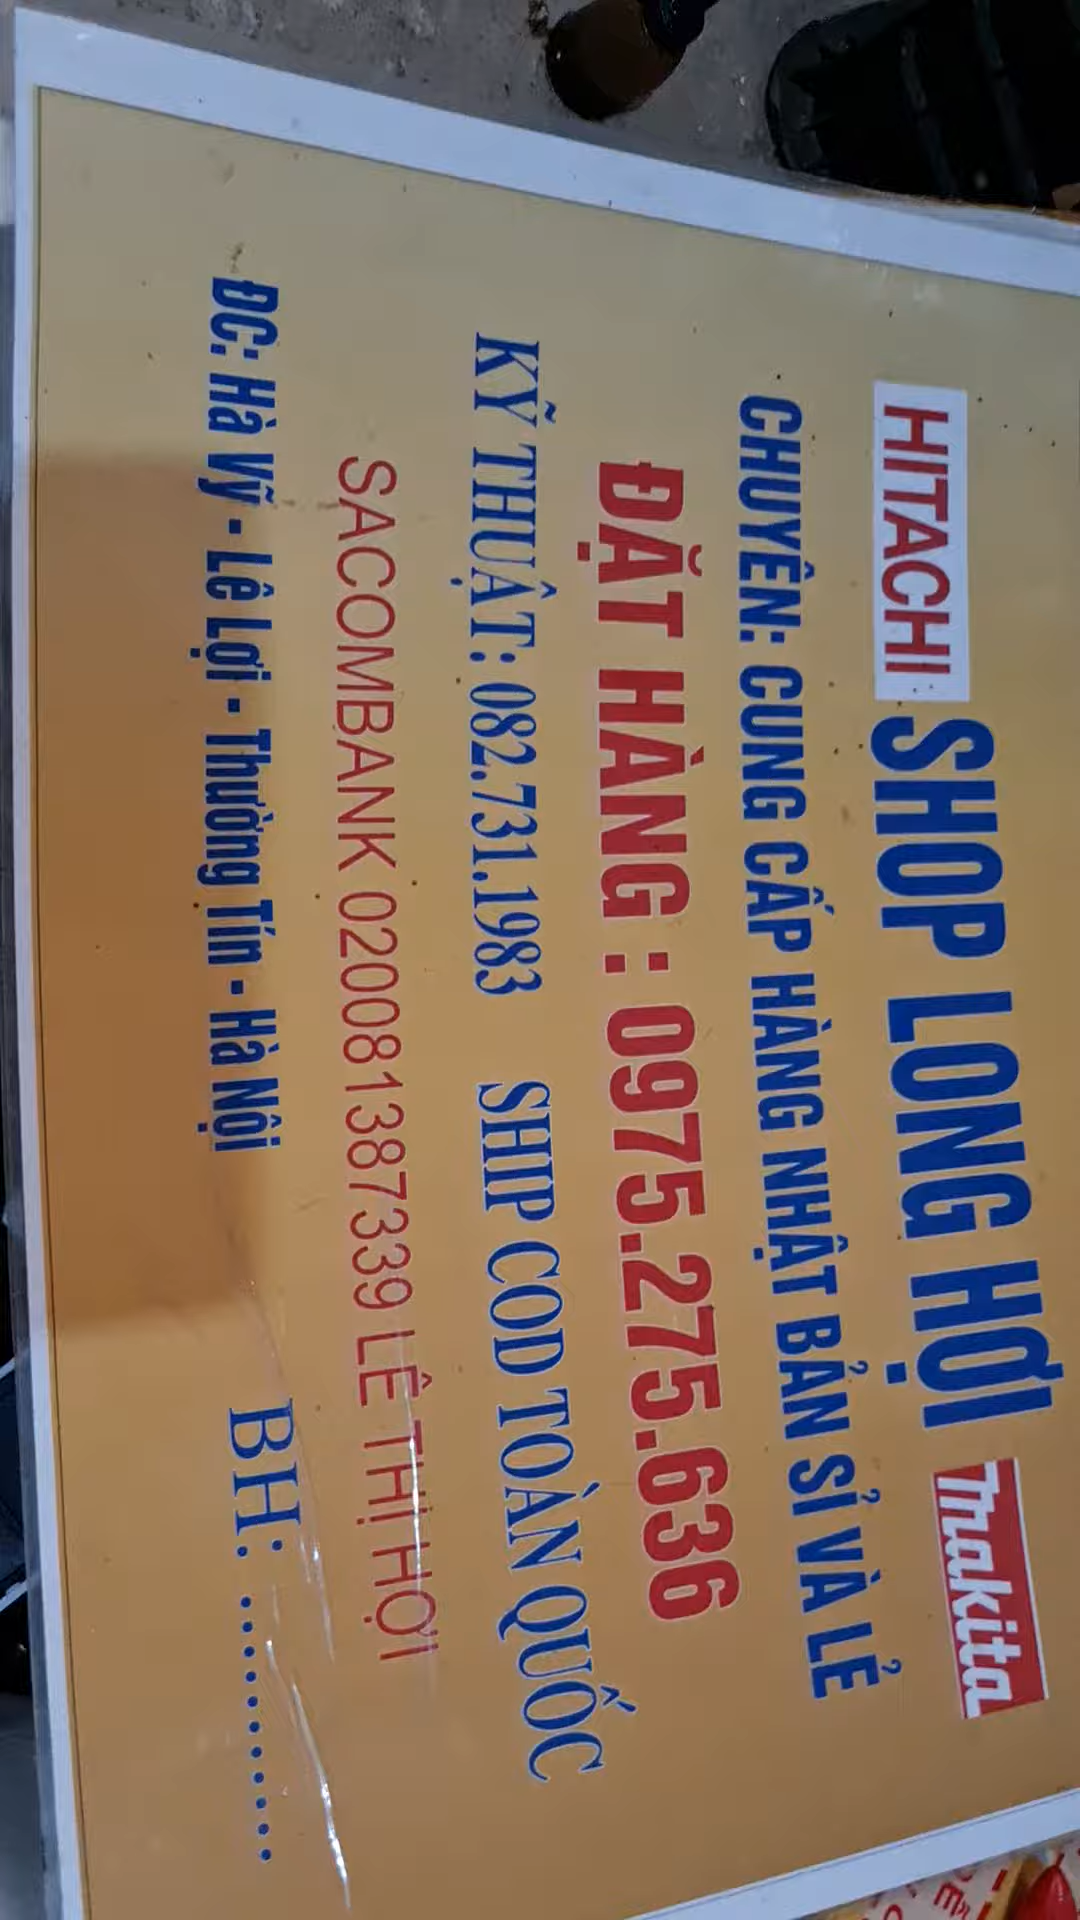 HITACHI SHOP LONG HỢI makita
CHUYÊN: CUNG CẤP HÀNG NHẬT BẢN SỈ VÀ LẺ
ĐẶT HÀNG : 0975.275.636
KỸ THUẬT: 082.731.1983 SHIP COD TOÀN QUỐC
SACOMBANK 020081387339 LÊ THỊ HỢI
ĐC: Hà Vỹ - Lê Lợi - Thường Tín - Hà Nội
BH: ...........